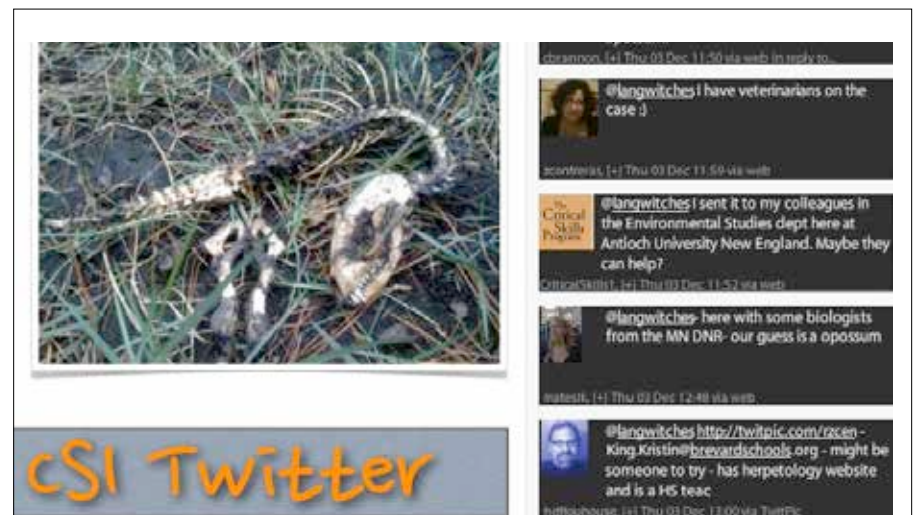 cbrannon, [+] Thu 03 Dec 11:50 via web in reply to...
@langwitches I have veterinarians on the
case :)
zcontreras, [+] Thu 03 Dec 11:59 via web
The
Critical
Skills
Program
@langwitches I sent it to my colleagues in
the Environmental Studies dept here at
Antioch University New England. Maybe they
can help?
CriticalSkills1, [+] Thu 03 Dec 11:52 via web
@langwitches- here with some biologists
from the MN DNR- our guess is a opossum
[+] Thu 03 Dec 12:48 via web
@langwitches http://twitpic.com/rzcen -
King.Kristin@brevardschools.org - might be
someone to try - has herpetology website
and is a HS teac
[+] Thu 03 Dec 13:00 via TwitPic
CSI Twitter